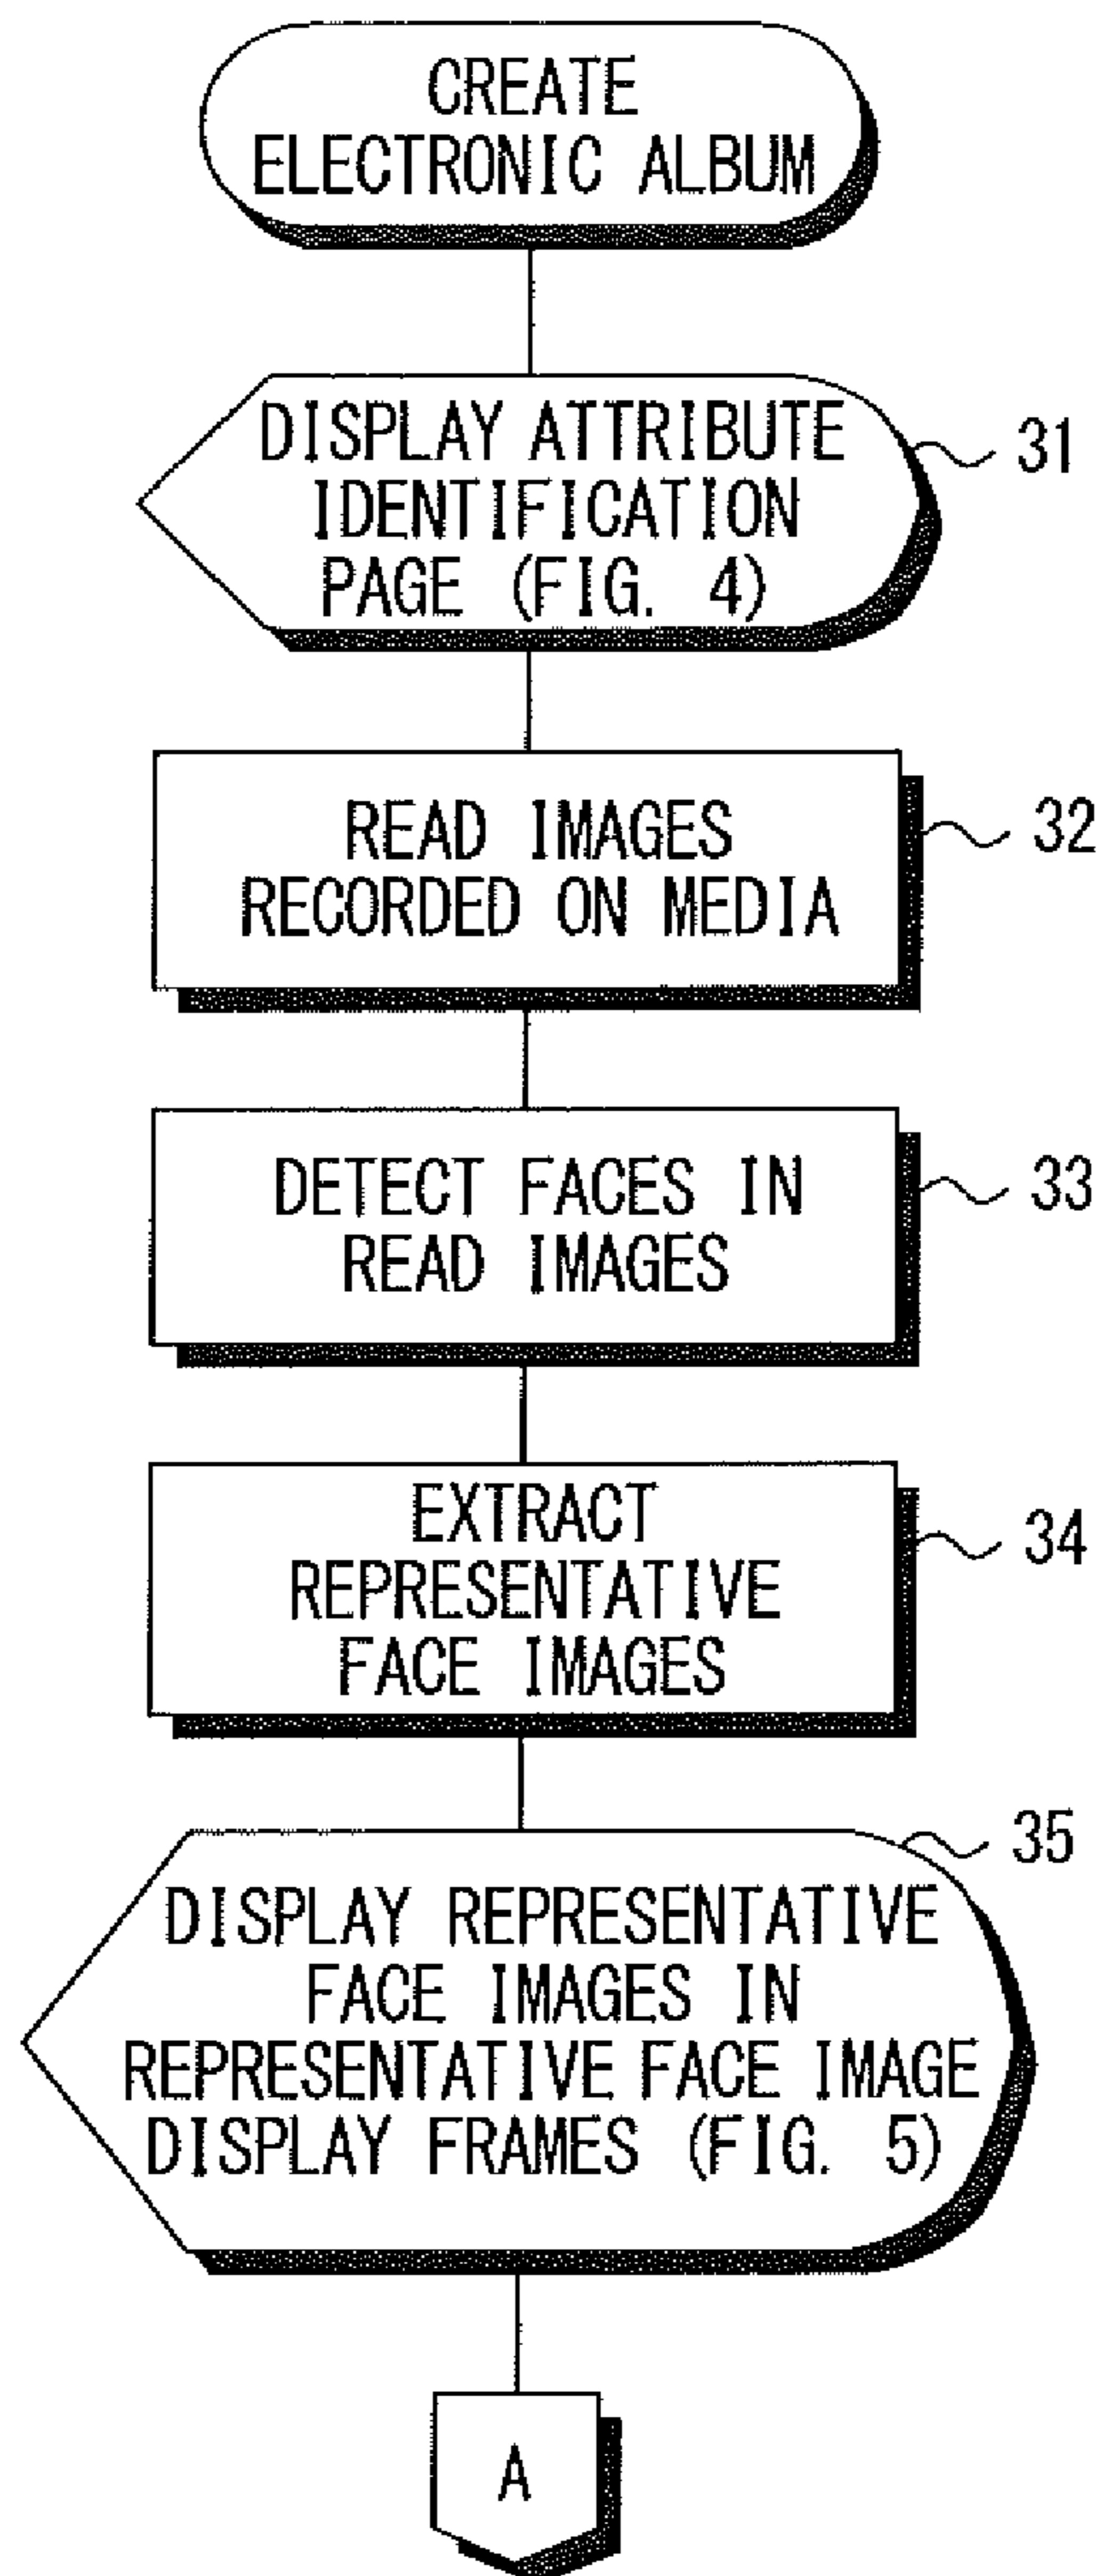 CREATE
ELECTRONIC ALBUM
DISPLAY ATTRIBUTE
IDENTIFICATION
PAGE (FIG. 4)
31
READ IMAGES
RECORDED ON MEDIA
32
DETECT FACES IN
READ IMAGES
33
EXTRACT
REPRESENTATIVE
FACE IMAGES
34
DISPLAY REPRESENTATIVE
FACE IMAGES IN
REPRESENTATIVE FACE IMAGE
DISPLAY FRAMES (FIG. 5)
35
A